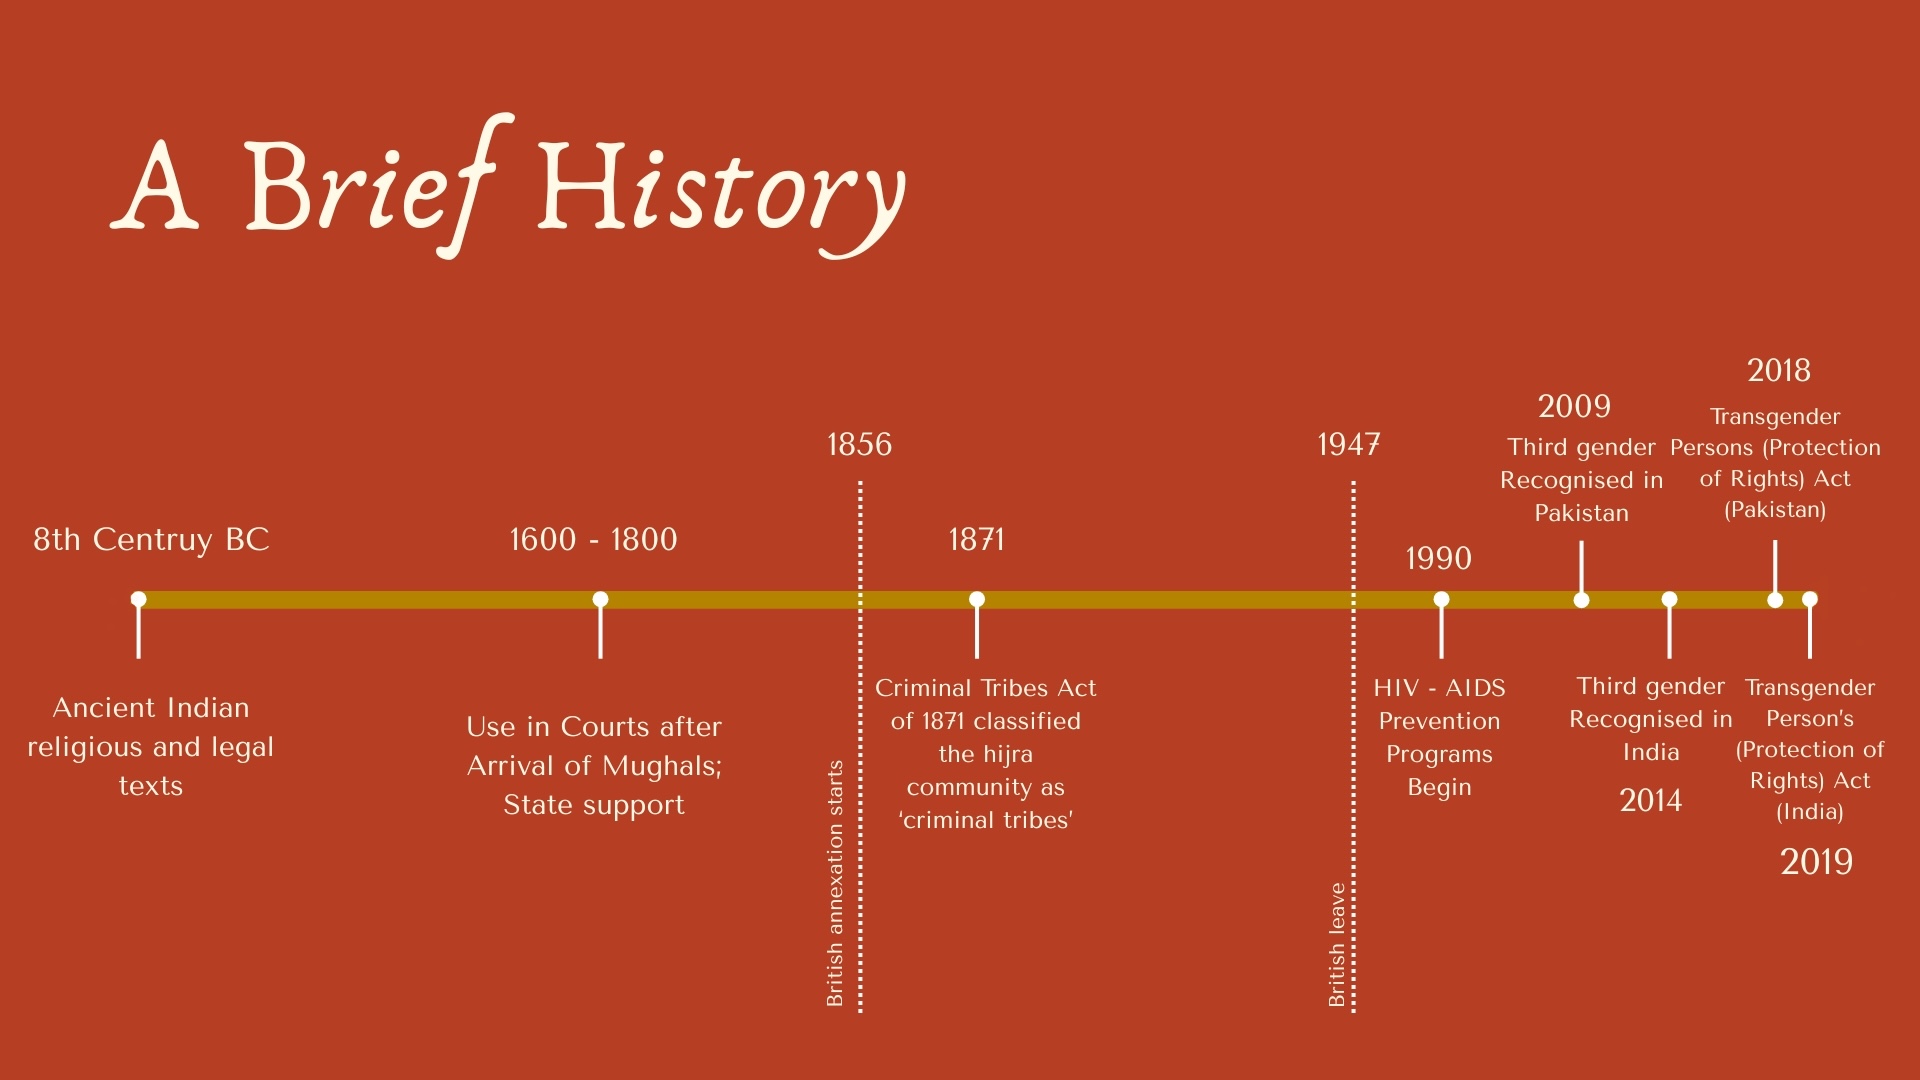 A Brief History
8th Centruy BC
Ancient Indian
religious and legal
texts
1600 - 1800
Use in Courts after
Arrival of Mughals;
State support
1856
British annexation starts
1871
Criminal Tribes Act
of 1871 classified
the hijra
community as
‘criminal tribes’
1947
British leave
1990
HIV - AIDS
Prevention
Programs
Begin
2009
Third gender
Recognised in
Pakistan
Third gender
Recognised in
India
2014
2018
Transgender
Persons (Protection
of Rights) Act
(Pakistan)
Transgender
Person's
(Protection of
Rights) Act
(India)
2019